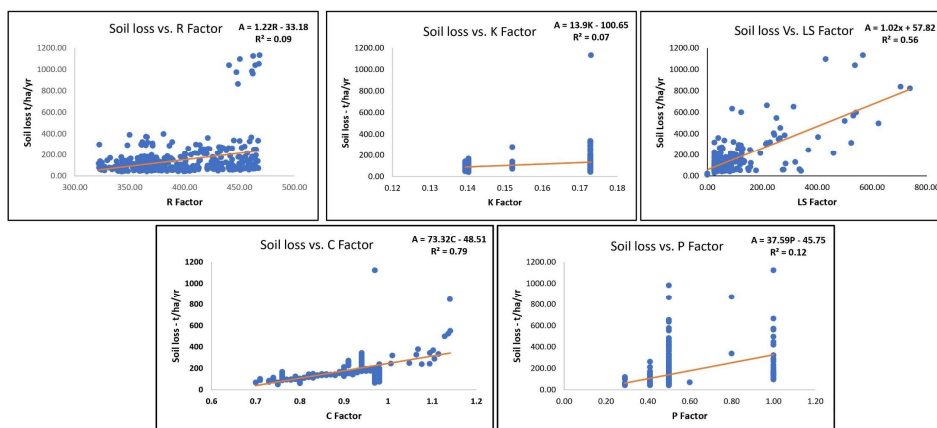 Soil loss vs. R Factor
A = 1.22R - 33.18
R² = 0.09
Soil loss t/ha/yr
1200.00
1000.00
800.00
600.00
400.00
200.00
0.00
300.00 350.00 400.00 450.00 500.00
R Factor
Soil loss vs. K Factor
A = 13.9K - 100.65
R² = 0.07
Soil loss - t/ha/yr
1200.00
1000.00
800.00
600.00
400.00
200.00
0.00
0.12 0.13 0.14 0.15 0.16 0.17 0.18
K Factor
Soil loss Vs. LS Factor
A = 1.02x + 57.82
R² = 0.56
Soil Loss t/ha/yr
1200.00
1000.00
800.00
600.00
400.00
200.00
0.00
0.00 200.00 400.00 600.00 800.00
LS Factor
Soil loss vs. C Factor
A = 73.32C - 48.51
R² = 0.79
Soil loss - t/ha/yr
1200
1000
800
600
400
200
0
0.6 0.7 0.8 0.9 1 1.1 1.2
C Factor
Soil loss vs. P Factor
A = 37.59P - 45.75
R² = 0.12
Soil loss - t/ha/yr
1200.00
1000.00
800.00
600.00
400.00
200.00
0.00
0.00 0.20 0.40 0.60 0.80 1.00 1.20
P Factor